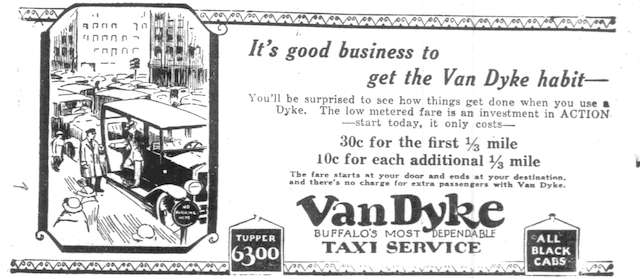 It's good business to
get the Van Dyke habit—
You'll be surprised to see how things get done when you use a
Dyke. The low metered fare is an investment in ACTION
—start today, it only costs—
30c for the first 1/3 mile
10c for each additional 1/3 mile
The fare starts at your door and ends at your destination,
and there's no charge for extra passengers with Van Dyke.
NO
PARKING
HERE
Van Dyke
BUFFALO'S MOST DEPENDABLE
TAXI SERVICE
TUPPER
6300
ALL
BLACK
CABS